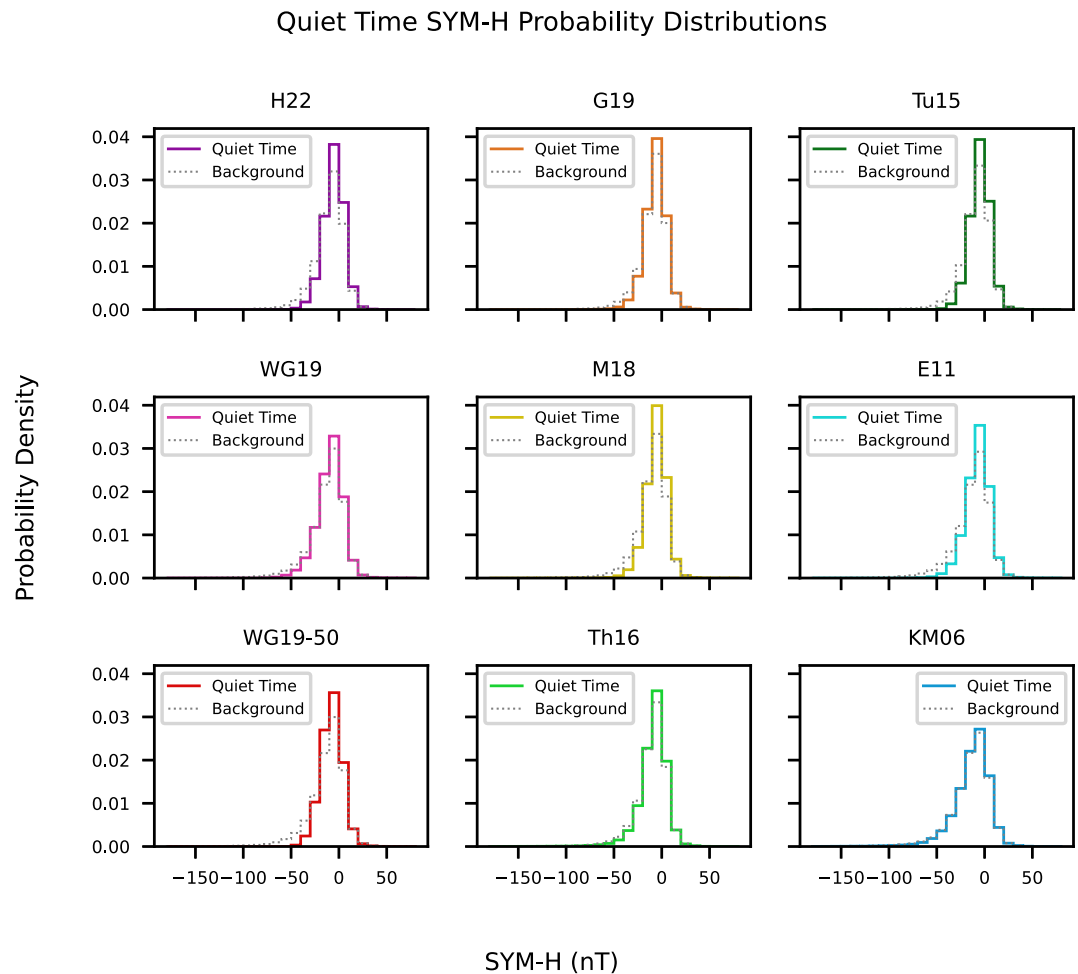 Quiet Time SYM-H Probability Distributions
H22
G19
Tu15
0.04
0.03
0.02
0.01
0.00
Quiet Time
Background
Quiet Time
Background
Quiet Time
Background
WG19
M18
E11
Probability Density
0.04
0.03
0.02
0.01
0.00
Quiet Time
Background
Quiet Time
Background
Quiet Time
Background
WG19-50
Th16
KM06
0.04
0.03
0.02
0.01
0.00
Quiet Time
Background
Quiet Time
Background
Quiet Time
Background
−150 −100 −50 0 50
−150 −100 −50 0 50
−150 −100 −50 0 50
SYM-H (nT)